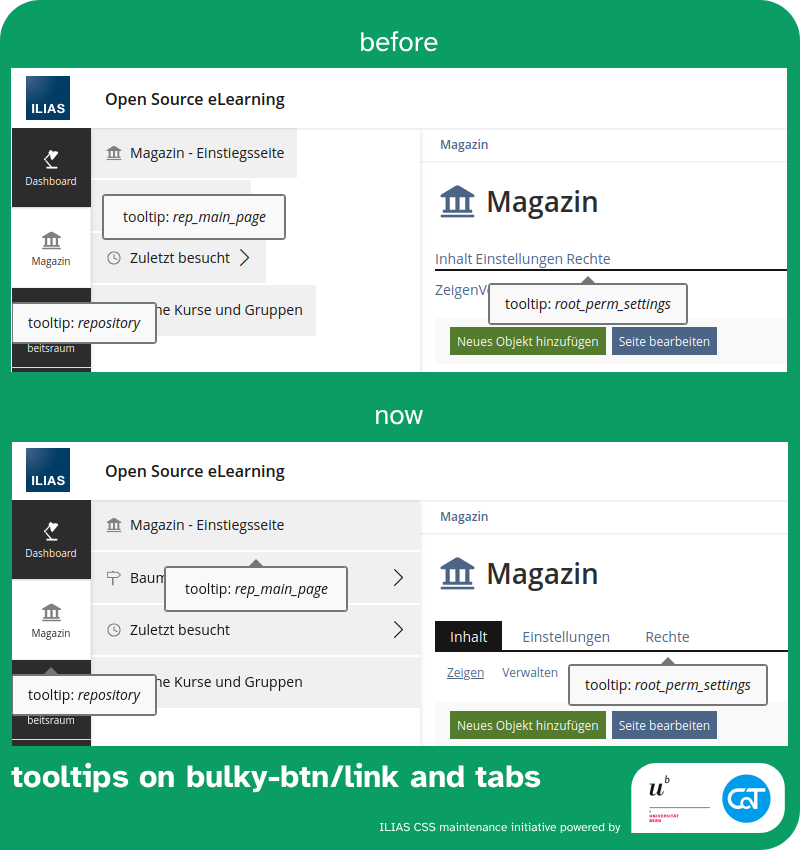 before
ILIAS
Open Source eLearning
Dashboard
Magazin
tooltip: repository
beitsraum
Magazin - Einstiegsseite
tooltip: rep_main_page
Zuletzt besucht
ne Kurse und Gruppen
Magazin
Magazin
Inhalt Einstellungen Rechte
ZeigenV
tooltip: root_perm_settings
Neues Objekt hinzufügen
Seite bearbeiten
now
ILIAS
Open Source eLearning
Dashboard
Magazin
tooltip: repository
beitsraum
Magazin - Einstiegsseite
Baum
tooltip: rep_main_page
Zuletzt besucht
ne Kurse und Gruppen
Magazin
Magazin
Inhalt Einstellungen Rechte
Zeigen Verwalten
tooltip: root_perm_settings
Neues Objekt hinzufügen
Seite bearbeiten
tooltips on bulky-btn/link and tabs
ILIAS CSS maintenance initiative powered by
u b
UNIVERSITÄT
BERN
CaT